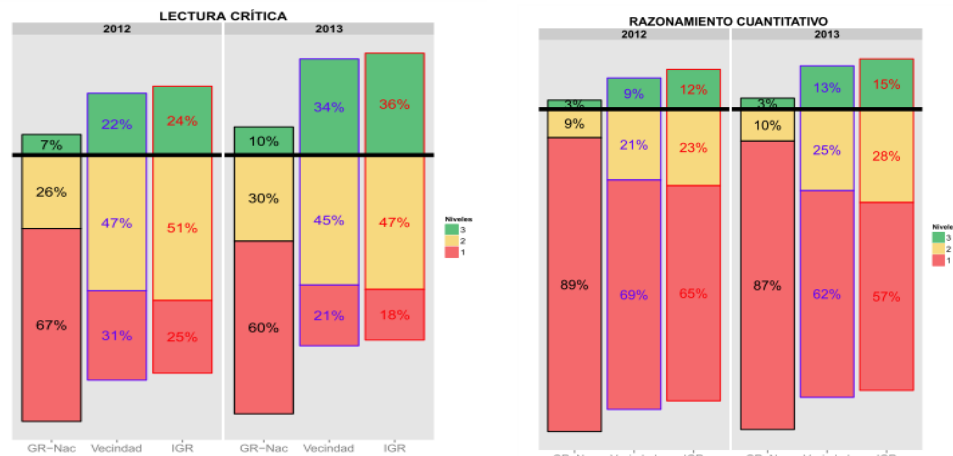 LECTURA CRÍTICA
2012 2013
7% 22% 24% 10% 34% 36%
26% 47% 51% 30% 45% 47%
67% 31% 25% 60% 21% 18%
GR-Nac Vecindad IGR GR-Nac Vecindad IGR
Niveles
3
2
1
RAZONAMIENTO CUANTITATIVO
2012 2013
3% 9% 12% 3% 13% 15%
9% 21% 23% 10% 25% 28%
89% 69% 65% 87% 62% 57%
Nivele
3
2
1